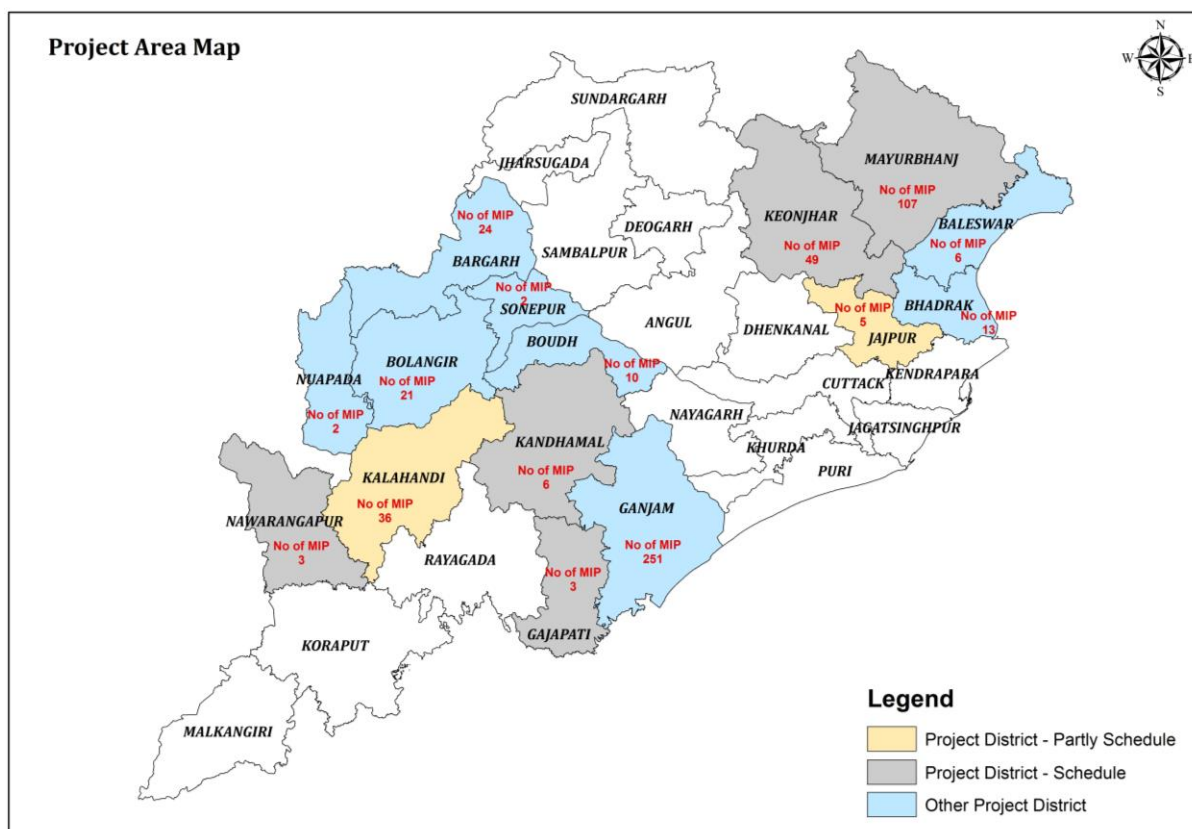 Project Area Map
N
W
E
S
SUNDARGARH
JHARSUGADA
MAYURBHANJ
No of MIP
107
KEONJHAR
No of MIP
49
DEOGARH
SAMBALPUR
No of MIP
24
BARGARH
BALESWAR
No of MIP
6
No of MIP
2
SONEPUR
BHADRAK
No of MIP
13
No of MIP
5
JAJPUR
ANGUL
DHENKANAL
BOUDH
No of MIP
10
BOLANGIR
No of MIP
21
NUAPADA
No of MIP
2
CUTTACK
KENDRAPARA
NAYAGARH
JAGATSINGHPUR
KHURDA
PURI
KANDHAMAL
No of MIP
6
KALAHANDI
No of MIP
36
GANJAM
No of MIP
251
NAWARANGAPUR
No of MIP
3
RAYAGADA
No of MIP
3
GAJAPATI
KORAPUT
MALKANGIRI
Legend
Project District - Partly Schedule
Project District - Schedule
Other Project District